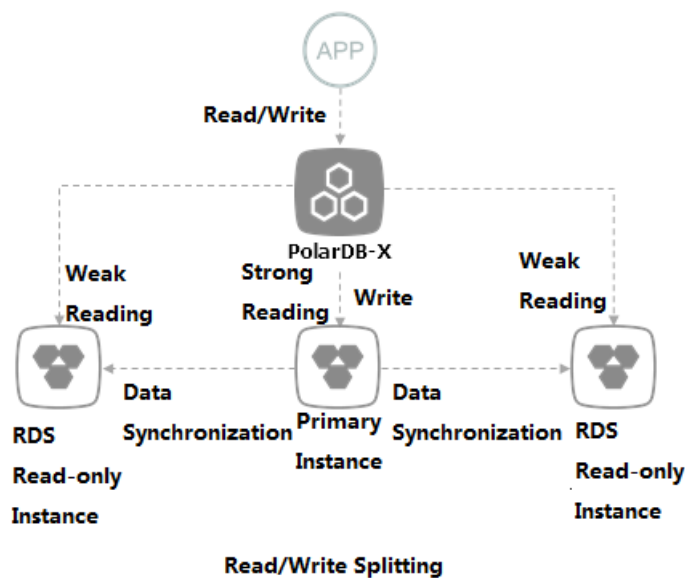 APP
Read/Write
PolarDB-X
Weak
Reading
Strong
Reading
Write
Weak
Reading
Data
Synchronization
Primary
Instance
Data
Synchronization
RDS
Read-only
Instance
RDS
Read-only
Instance
Read/Write Splitting